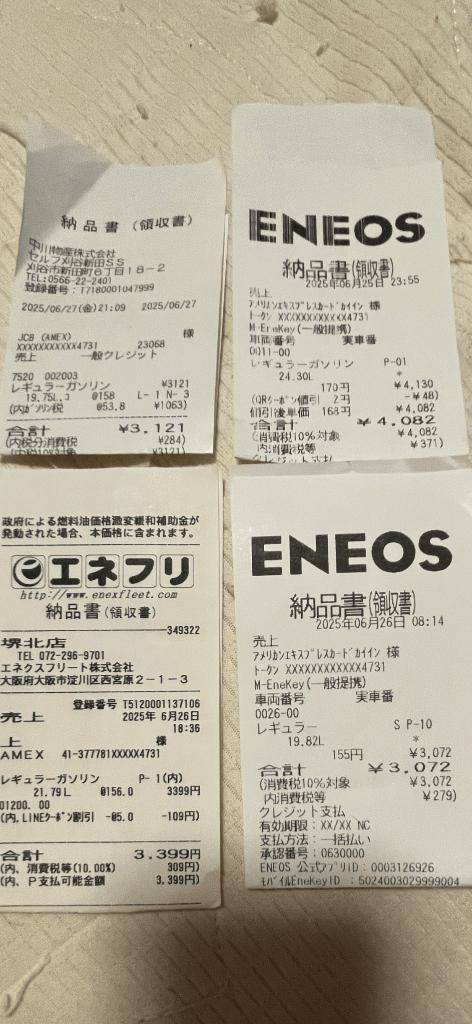 納品書 (領収書)
中川物産株式会社
セルフ刈谷新田SS
刈谷市新田町6丁目18-2
TEL:0566-22-2401
登録番号:T7180001047999
2025/06/27(金)21:09 2025/06/27
様
JCB (AMEX)
XXXXXXXXXXX4731 23068
売上 一般クレジット
7520 002003
レギュラーガソリン ¥3121
19.75L,3 @158 L-1 N-3
(内ガソリン税 @53.8 ¥1063)
合計 ¥3.121
(内税分消費税 ¥284)
(内税10%対象 ¥3121)
ENEOS
納品書(領収書)
2025年06月25日 23:55
売上
アメリカンエキスプレスカードカイイン 様
トークン XXXXXXXXXXXX4731
M-EneKey(一般提携)
車両番号 実車番
0011-00
レギュラーガソリン P-01
24.30L *
170円 ¥4,130
(QRクーポン値引 2円 -¥48)
値引後単価 168円 ¥4,082
合計 ¥4.082
(消費税10%対象 ¥4,082
内消費税等 ¥371)
クレジット支払
政府による燃料油価格激変緩和補助金が
発動された場合、本価格に含まれます。
エネフリ
http://www.enexfleet.com
納品書(領収書)
349322
堺北店
TEL 072-296-9701
エネクスフリート株式会社
大阪府大阪市淀川区西宮原2-1-3
登録番号 T5120001137106
売上 2025年 6月26日
18:36
上 様
AMEX 41-377781XXXXX4731
レギュラーガソリン P- 1(内)
21.79 L @156.0 3399円
01200. 00
(内,LINEクーポン割引 -@5.0 -109円)
合計 3.399円
(内、消費税等(10.00%) 309円)
(内、P支払可能金額 3,399円)
ENEOS
納品書(領収書)
2025年06月26日 08:14
売上
アメリカンエキスプレスカードカイイン 様
トークン XXXXXXXXXXXX4731
M-EneKey(一般提携)
車両番号 実車番
0026-00
レギュラー S P-10
19.82L *
155円 ¥3,072
合計 ¥3.072
(消費税10%対象 ¥3,072
内消費税等 ¥279)
クレジット支払
有効期限:XX/XX NC
支払方法:一括払い
承認番号:0630000
ENEOS 公式アプリID:0003126926
モバイルEneKeyID :5024003029999004